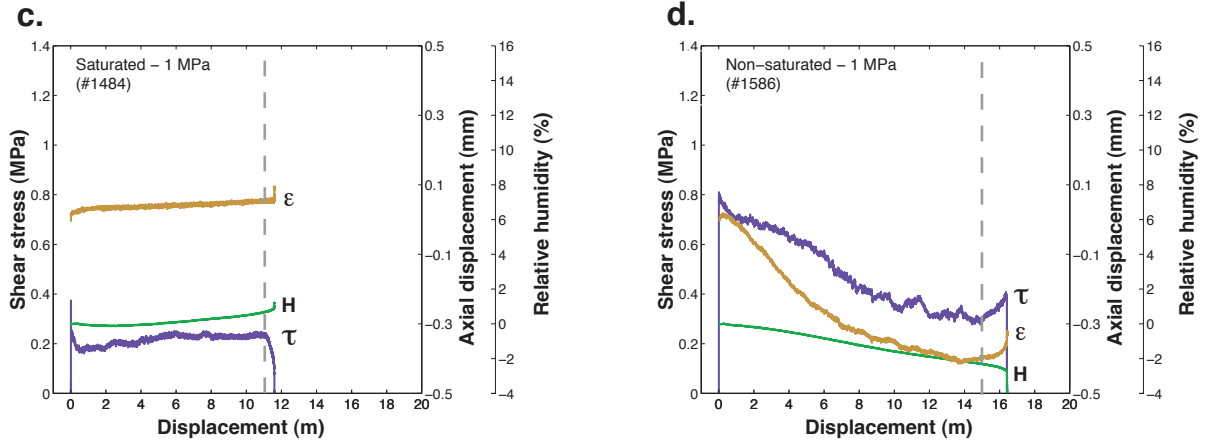 c.
Saturated – 1 MPa
(#1484)
1.4
1.2
1
0.8
0.6
0.4
0.2
0
Shear stress (MPa)
ε
H
τ
0 2 4 6 8 10 12 14 16 18 20
Displacement (m)
0.5
0.3
0.1
−0.1
−0.3
−0.5
Axial displacement (mm)
16
14
12
10
8
6
4
2
0
−2
−4
Relative humidity (%)
d.
Non−saturated – 1 MPa
(#1586)
1.4
1.2
1
0.8
0.6
0.4
0.2
0
Shear stress (MPa)
τ
ε
H
0 2 4 6 8 10 12 14 16 18 20
Displacement (m)
0.5
0.3
0.1
−0.1
−0.3
−0.5
Axial displacement (mm)
16
14
12
10
8
6
4
2
0
−2
−4
Relative humidity (%)